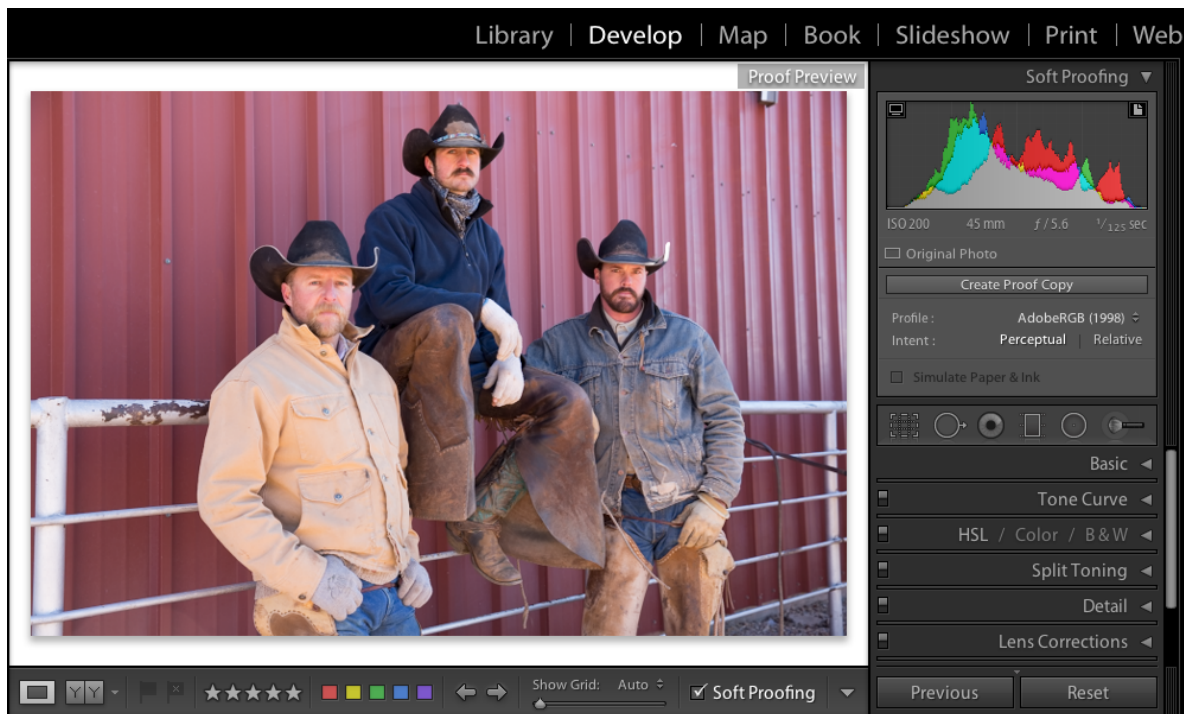 Library | Develop | Map | Book | Slideshow | Print | Web
Proof Preview
Soft Proofing
ISO 200 45 mm ƒ / 5.6 1/125 sec
Original Photo
Create Proof Copy
Profile : AdobeRGB (1998)
Intent : Perceptual | Relative
Simulate Paper & Ink
Basic
Tone Curve
HSL / Color / B & W
Split Toning
Detail
Lens Corrections
Y Y
Show Grid: Auto
Soft Proofing
Previous
Reset